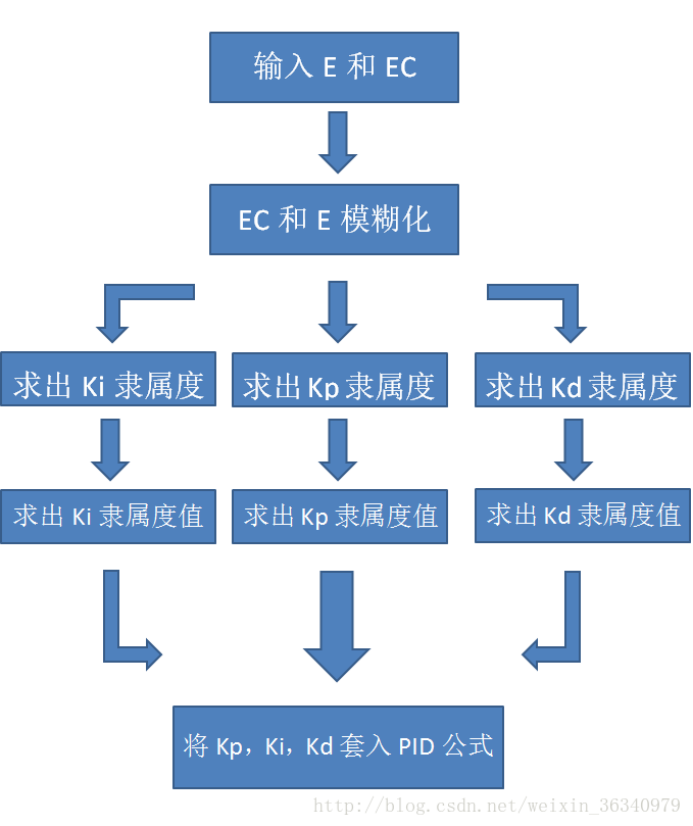 输入 E 和 EC
EC 和 E 模糊化
求出 Ki 隶属度
求出 Kp 隶属度
求出 Kd 隶属度
求出 Ki 隶属度值
求出 Kp 隶属度值
求出 Kd 隶属度值
将 Kp，Ki，Kd 套入 PID 公式
http://blog.csdn.net/weixin_36340979